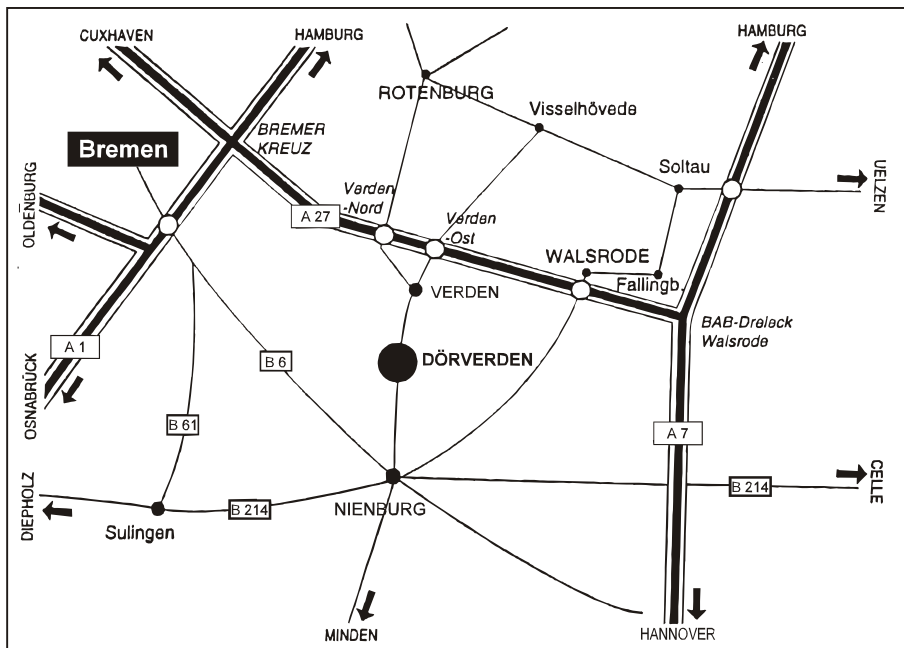 CUXHAVEN
HAMBURG
HAMBURG
ROTENBURG
Visselhövede
BREMER
KREUZ
Bremen
Soltau
UELZEN
OLDENBURG
Verden
-Nord
A 27
Verden
-Ost
WALSRODE
Fallingb.
VERDEN
BAB-Dreieck
Walsrode
A 1
B 6
DÖRVERDEN
OSNABRÜCK
B 61
A 7
DIEPHOLZ
CELLE
B 214
B 214
NIENBURG
Sulingen
MINDEN
HANNOVER